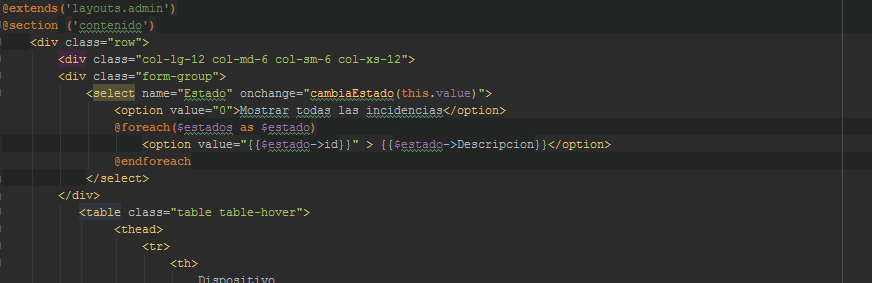 @extends('layouts.admin')
@section ('contenido')
<div class="row">
<div class="col-lg-12 col-md-6 col-sm-6 col-xs-12">
<div class="form-group">
<select name="Estado" onchange="cambiaEstado(this.value)">
<option value="0">Mostrar todas las incidencias</option>
@foreach($estados as $estado)
<option value="{{$estado->id}}" > {{$estado->Descripcion}}</option>
@endforeach
</select>
</div>
<table class="table table-hover">
<thead>
<tr>
<th>
Dispositivo